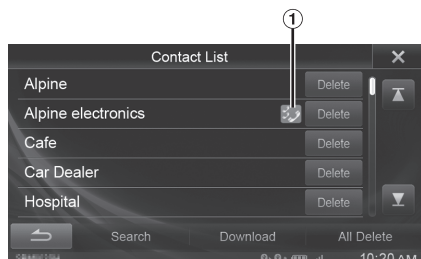 1
Contact List
Alpine Delete
Alpine electronics Delete
Cafe Delete
Car Dealer Delete
Hospital Delete
Search Download All Delete
10:20 AM